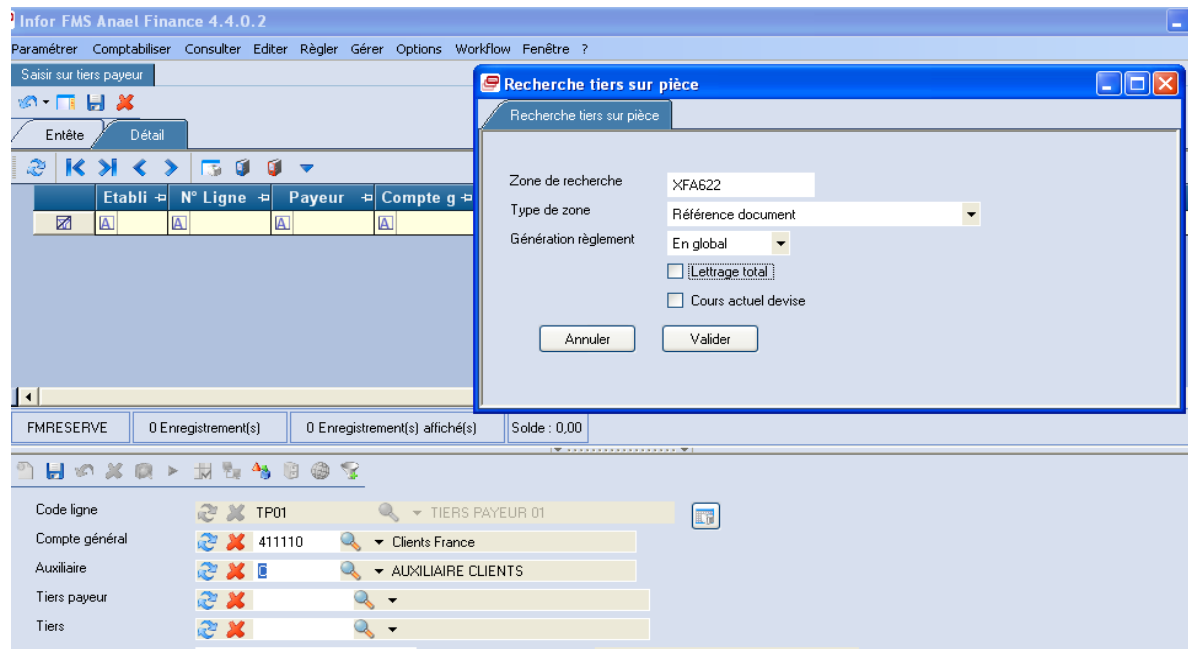 Infor FMS Anael Finance 4.4.0.2
Paramétrer Comptabiliser Consulter Editer Règler Gérer Options Workflow Fenêtre ?
Saisir sur tiers payeur
Entête Détail
Etabli N° Ligne Payeur Compte g
A A A A
Recherche tiers sur pièce
Recherche tiers sur pièce
Zone de recherche XFA622
Type de zone Référence document
Génération règlement En global
Lettrage total
Cours actuel devise
Annuler Valider
FMRESERVE 0 Enregistrement(s) 0 Enregistrement(s) affiché(s) Solde : 0,00
Code ligne TP01 TIERS PAYEUR 01
Compte général 411110 Clients France
Auxiliaire AUXILIAIRE CLIENTS
Tiers payeur
Tiers